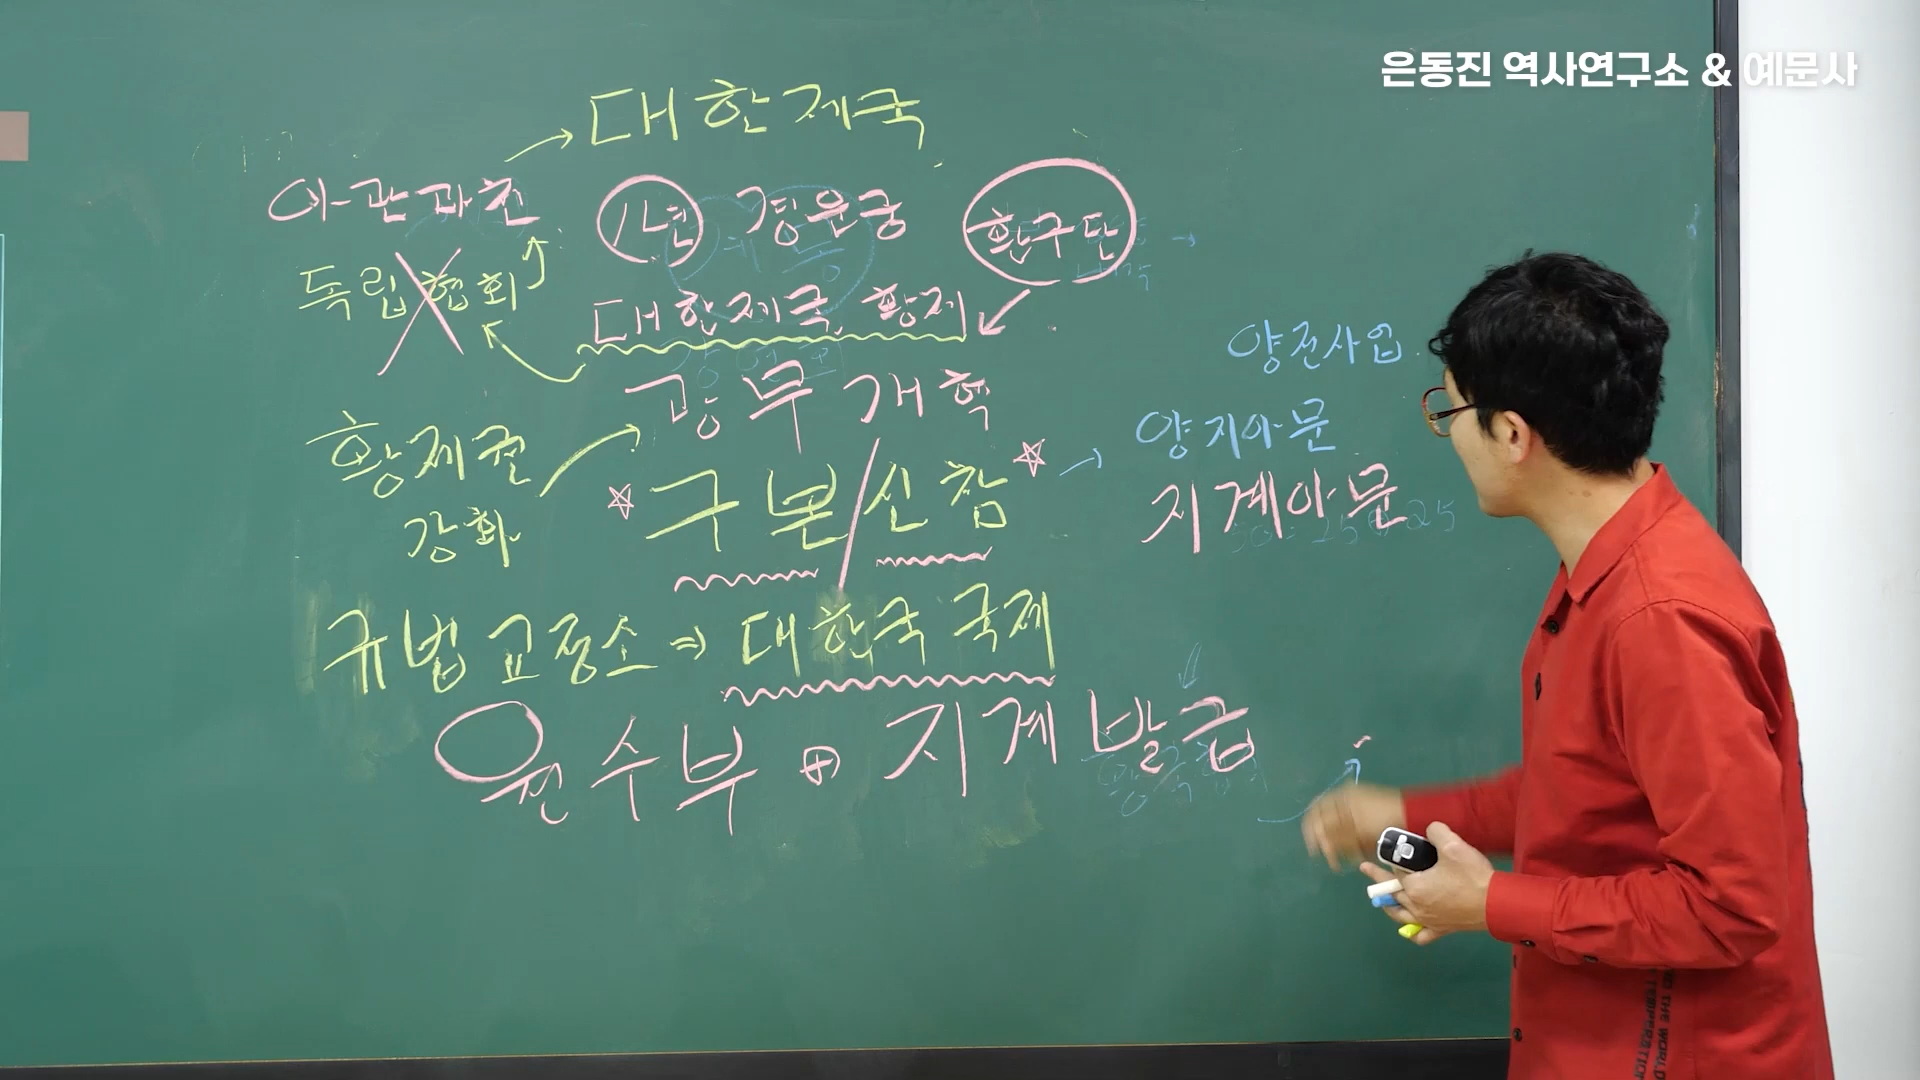 은동진 역사연구소 & 예문사
대한제국
아관파천 1년 경운궁 환구단
독립협회
대한제국, 황제
양전사업
광무개혁
황제권
강화
양지아문
구본/신참
지계아문
규법교정소 ⇒ 대한국 국제
원수부 ⊕ 지계발급